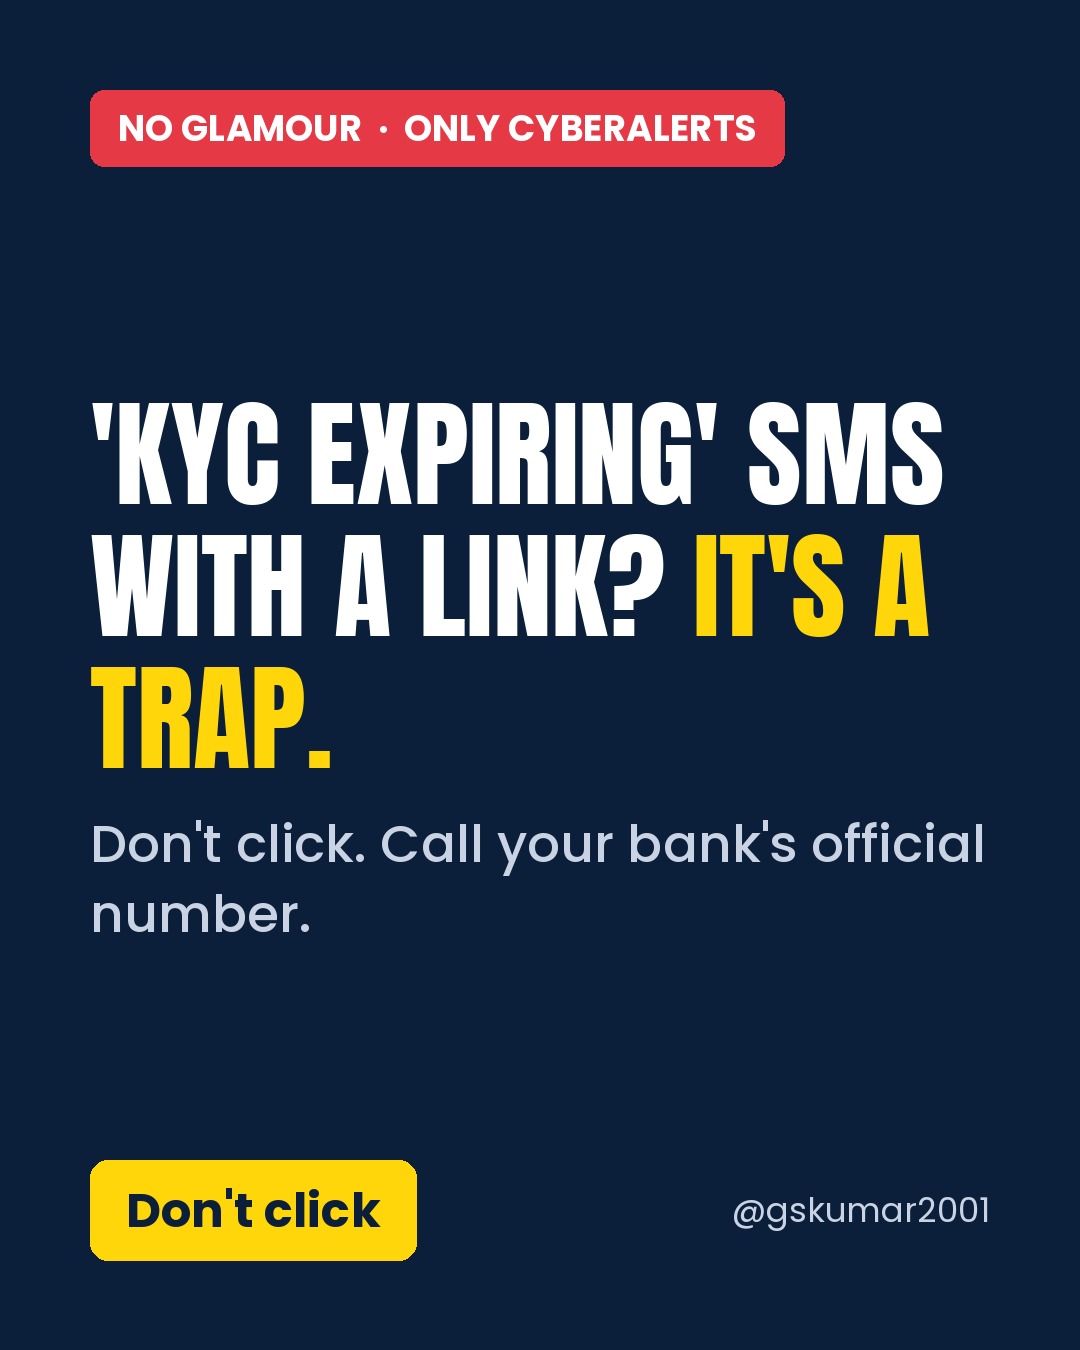 NO GLAMOUR · ONLY CYBERALERTS
'KYC EXPIRING' SMS
WITH A LINK? IT'S A
TRAP.
Don't click. Call your bank's official
number.
Don't click
@gskumar2001